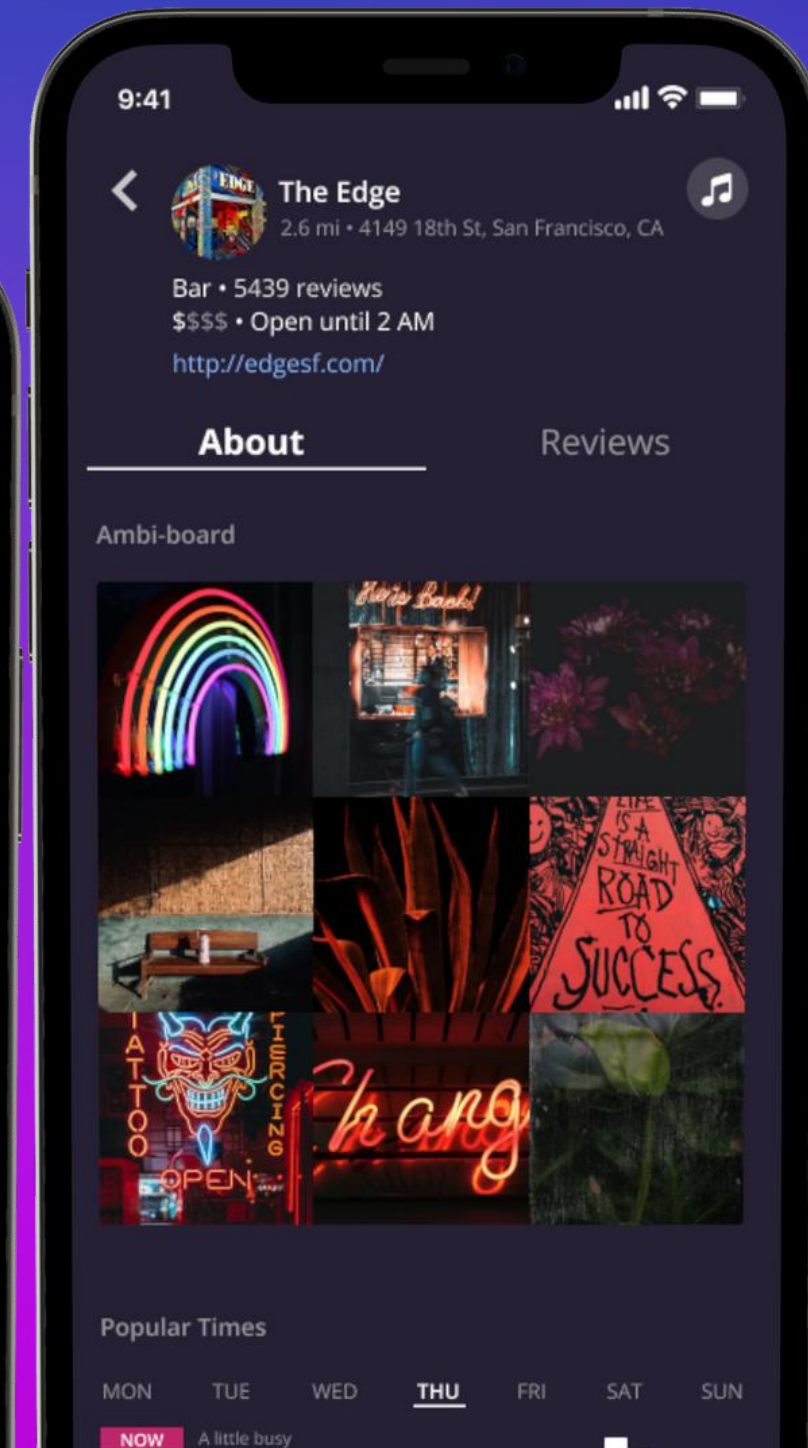 9:41
EDGE
The Edge
2.6 mi • 4149 18th St, San Francisco, CA
Bar • 5439 reviews
$$$$ • Open until 2 AM
http://edgesf.com/
About
Reviews
Ambi-board
Back!
LIFE
IS A
STRAIGHT
ROAD
TO
SUCCESS
TATTOO
PIERCING
OPEN
Chang
Popular Times
MON TUE WED THU FRI SAT SUN
NOW A little busy